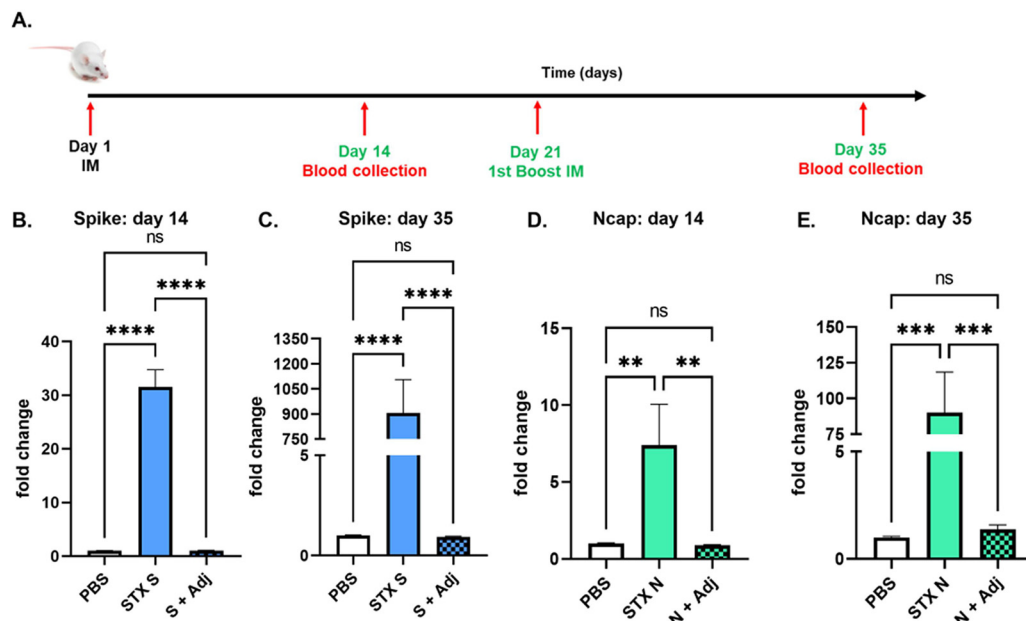 A.
Time (days)
Day 1
IM
Day 14
Blood collection
Day 21
1st Boost IM
Day 35
Blood collection
B.
Spike: day 14
ns
****
****
fold change
40
30
20
10
0
PBS
STX S
S + Adj
C.
Spike: day 35
ns
****
****
fold change
1350
1200
1050
900
750
5
0
PBS
STX S
S + Adj
D.
Ncap: day 14
ns
**
**
fold change
15
10
5
0
PBS
STX N
N + Adj
E.
Ncap: day 35
ns
***
***
fold change
150
125
100
75
5
0
PBS
STX N
N + Adj